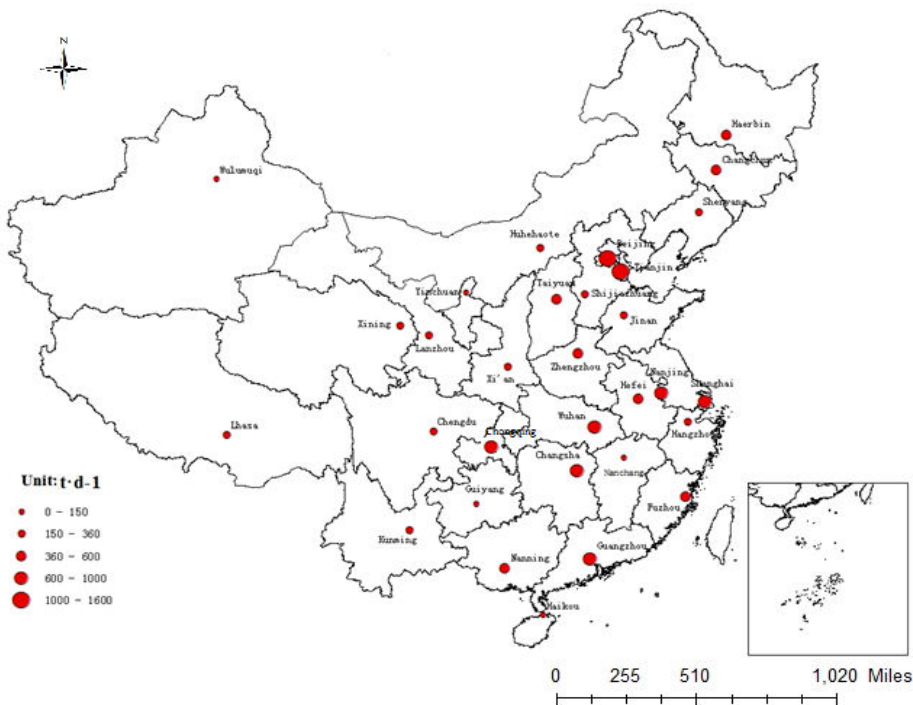 N
Haerbin
Changchun
Wulumuqi
Shenyang
Huhehaote
Beijing
Tianjin
Yinchuan
Taiyuan
Shijiazhuang
Xining
Jinan
Lanzhou
Zhengzhou
Xi'an
Nanjing
Shanghai
Hefei
Lhasa
Chengdu
Wuhan
Chongqing
Hangzhou
Changsha
Nanchang
Unit:t·d-1
Guiyang
Fuzhou
0 - 150
150 - 360
Kunming
Guangzhou
360 - 600
Nanning
600 - 1000
1000 - 1600
Haikou
0 255 510 1,020 Miles